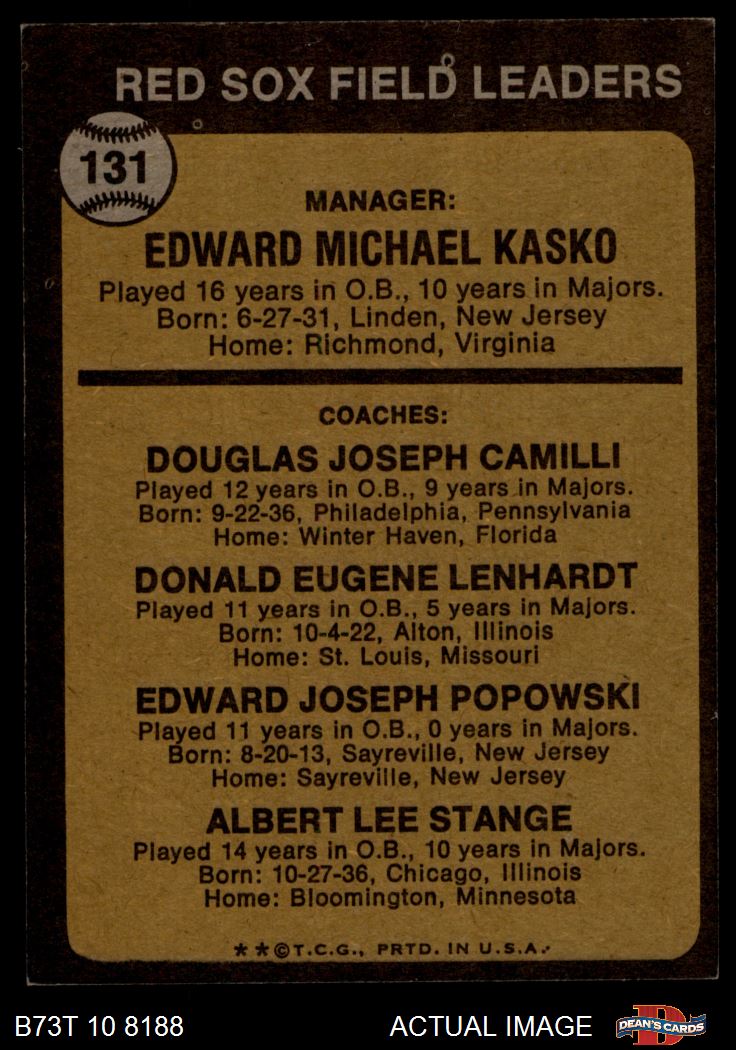 RED SOX FIELD LEADERS
131
MANAGER:
EDWARD MICHAEL KASKO
Played 16 years in O.B., 10 years in Majors.
Born: 6-27-31, Linden, New Jersey
Home: Richmond, Virginia
COACHES:
DOUGLAS JOSEPH CAMILLI
Played 12 years in O.B., 9 years in Majors.
Born: 9-22-36, Philadelphia, Pennsylvania
Home: Winter Haven, Florida
DONALD EUGENE LENHARDT
Played 11 years in O.B., 5 years in Majors.
Born: 10-4-22, Alton, Illinois
Home: St. Louis, Missouri
EDWARD JOSEPH POPOWSKI
Played 11 years in O.B., 0 years in Majors.
Born: 8-20-13, Sayreville, New Jersey
Home: Sayreville, New Jersey
ALBERT LEE STANGE
Played 14 years in O.B., 10 years in Majors.
Born: 10-27-36, Chicago, Illinois
Home: Bloomington, Minnesota
**©T.C.G., PRTD. IN U.S.A.
B73T 10 8188 ACTUAL IMAGE D DEAN'S CARDS